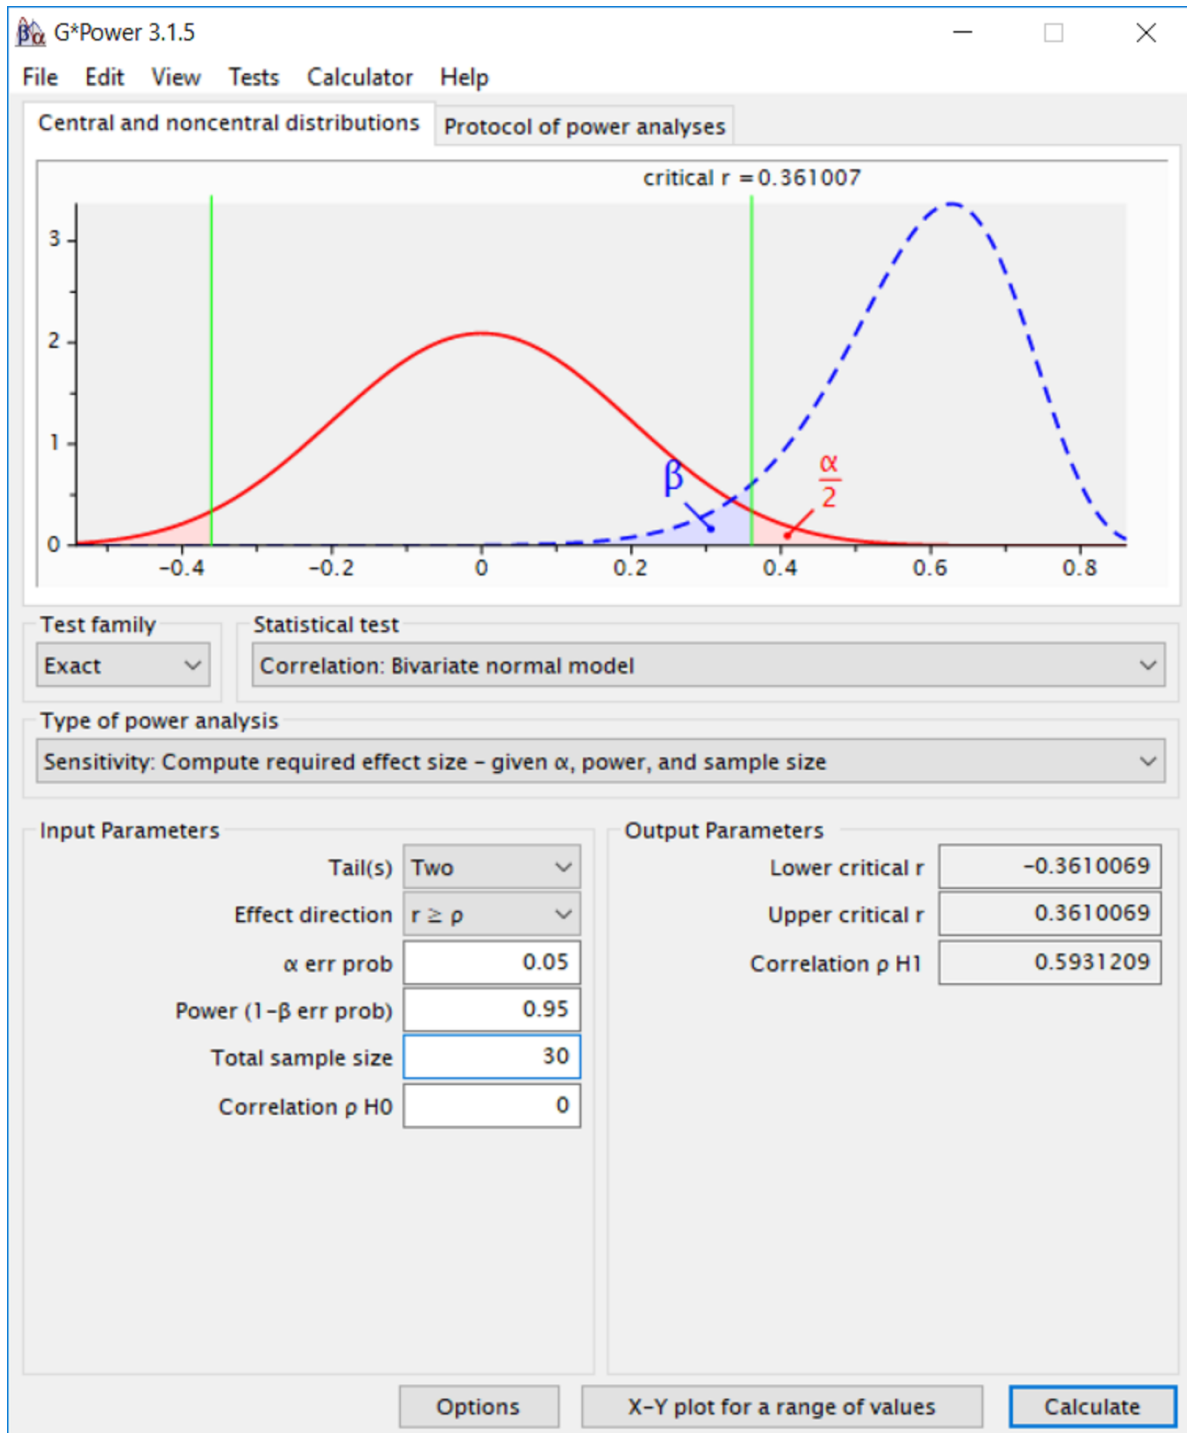 G*Power 3.1.5
File Edit View Tests Calculator Help
Central and noncentral distributions
Protocol of power analyses
critical r = 0.361007
3
2
1
0
β
α
2
-0.4 -0.2 0 0.2 0.4 0.6 0.8
Test family
Exact
Statistical test
Correlation: Bivariate normal model
Type of power analysis
Sensitivity: Compute required effect size - given α, power, and sample size
Input Parameters
Tail(s) Two
Effect direction r ≥ ρ
α err prob 0.05
Power (1-β err prob) 0.95
Total sample size 30
Correlation ρ H0 0
Output Parameters
Lower critical r -0.3610069
Upper critical r 0.3610069
Correlation ρ H1 0.5931209
Options
X-Y plot for a range of values
Calculate